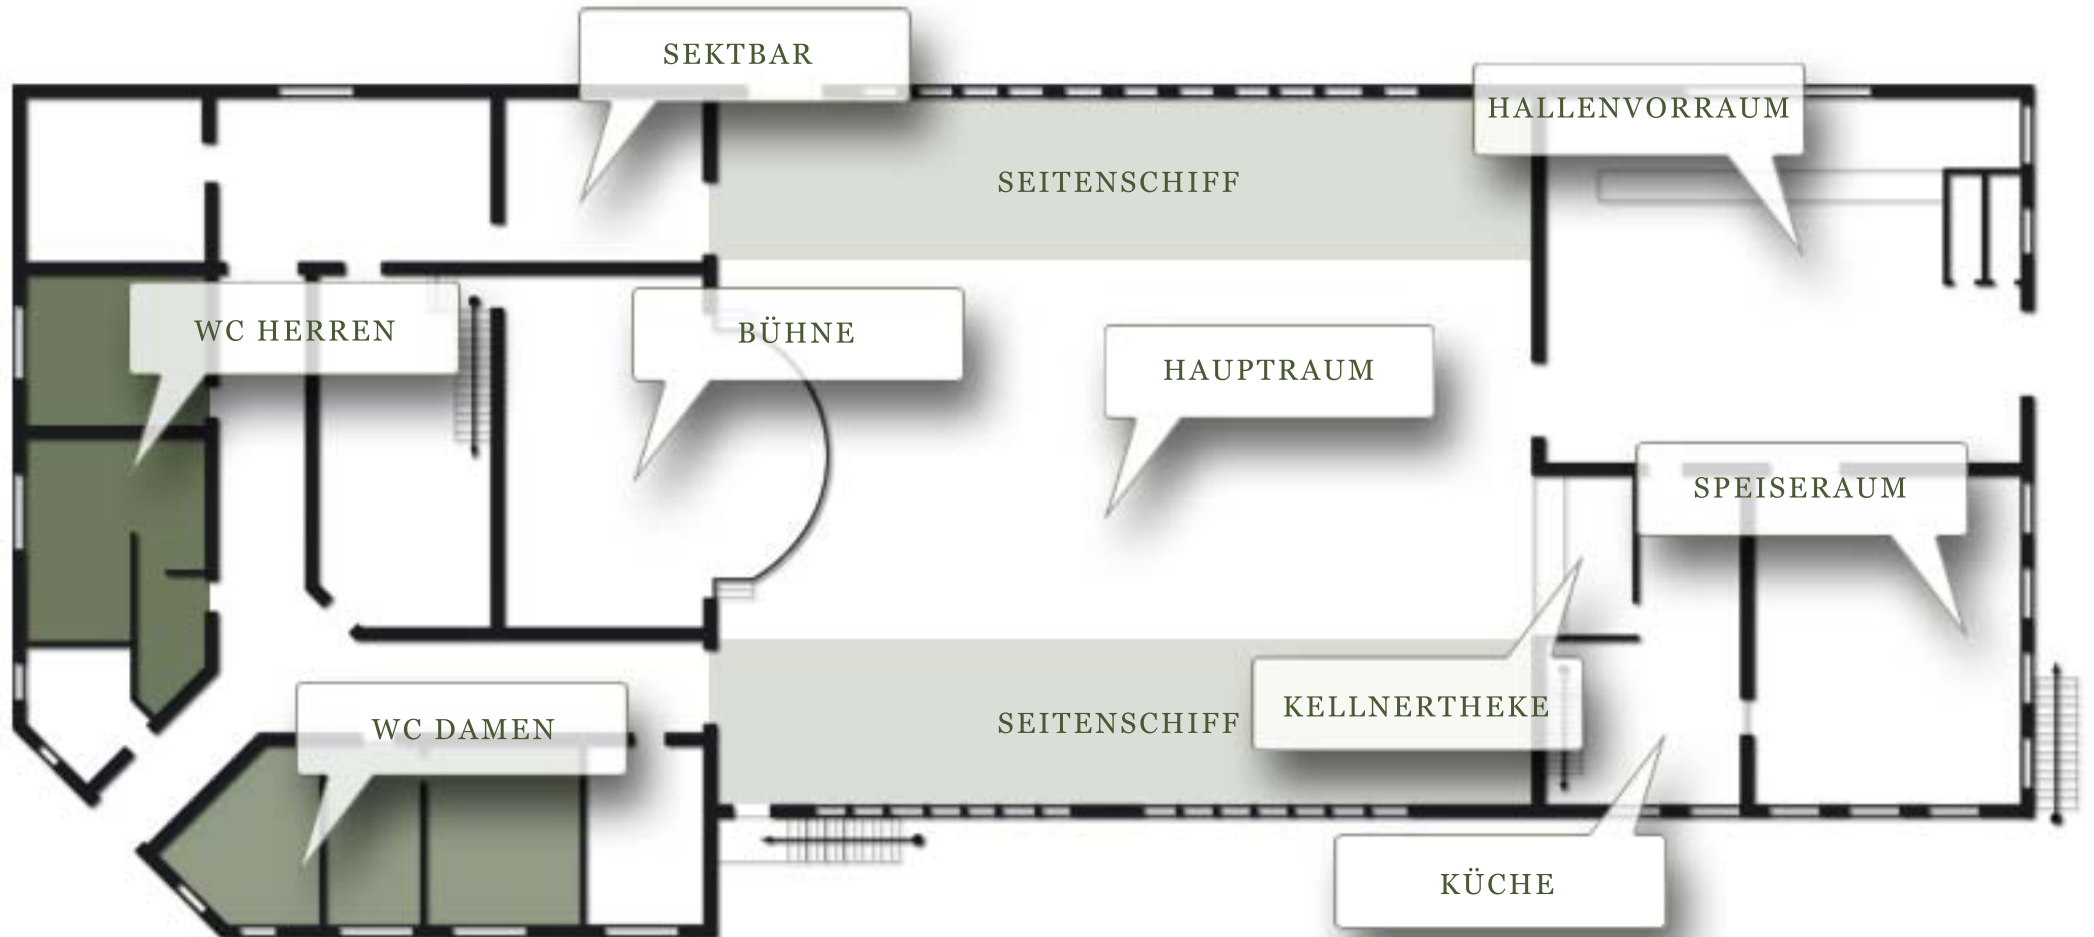 SEKTBAR
HALLENVORRAUM
SEITENSCHIFF
WC HERREN
BÜHNE
HAUPTRAUM
SPEISERAUM
KELLNERTHEKE
SEITENSCHIFF
WC DAMEN
KÜCHE